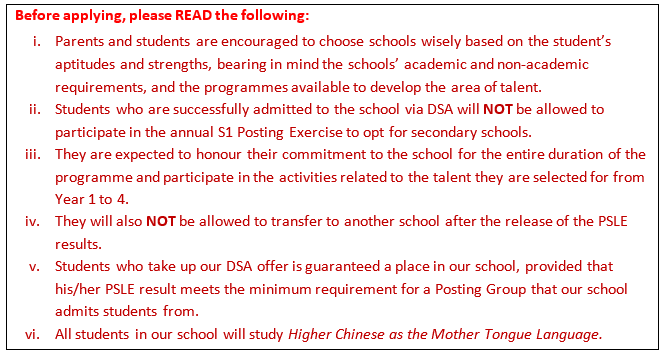 Before applying, please READ the following:
i. Parents and students are encouraged to choose schools wisely based on the student's
aptitudes and strengths, bearing in mind the schools' academic and non-academic
requirements, and the programmes available to develop the area of talent.
ii. Students who are successfully admitted to the school via DSA will NOT be allowed to
participate in the annual S1 Posting Exercise to opt for secondary schools.
iii. They are expected to honour their commitment to the school for the entire duration of the
programme and participate in the activities related to the talent they are selected for from
Year 1 to 4.
iv. They will also NOT be allowed to transfer to another school after the release of the PSLE
results.
v. Students who take up our DSA offer is guaranteed a place in our school, provided that
his/her PSLE result meets the minimum requirement for a Posting Group that our school
admits students from.
vi. All students in our school will study Higher Chinese as the Mother Tongue Language.